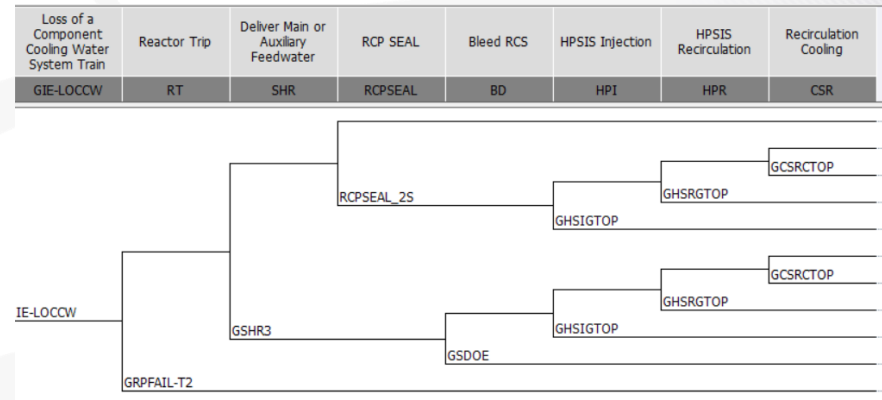 Loss of a
Component
Cooling Water
System Train
Reactor Trip
Deliver Main or
Auxiliary
Feedwater
RCP SEAL
Bleed RCS
HPSIS Injection
HPSIS
Recirculation
Recirculation
Cooling
GIE-LOCCW
RT
SHR
RCPSEAL
BD
HPI
HPR
CSR
GCSRCTOP
RCPSEAL_2S
GHSRGTOP
GHSIGTOP
GCSRCTOP
GHSRGTOP
IE-LOCCW
GSHR3
GHSIGTOP
GSDOE
GRPFAIL-T2